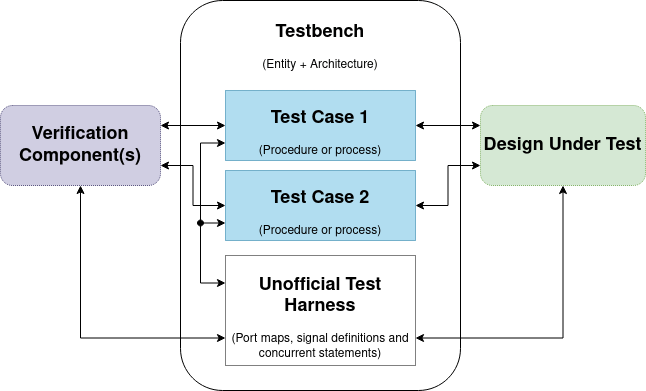 Testbench
(Entity + Architecture)
Verification
Component(s)
Test Case 1
(Procedure or process)
Design Under Test
Test Case 2
(Procedure or process)
Unofficial Test
Harness
(Port maps, signal definitions and
concurrent statements)